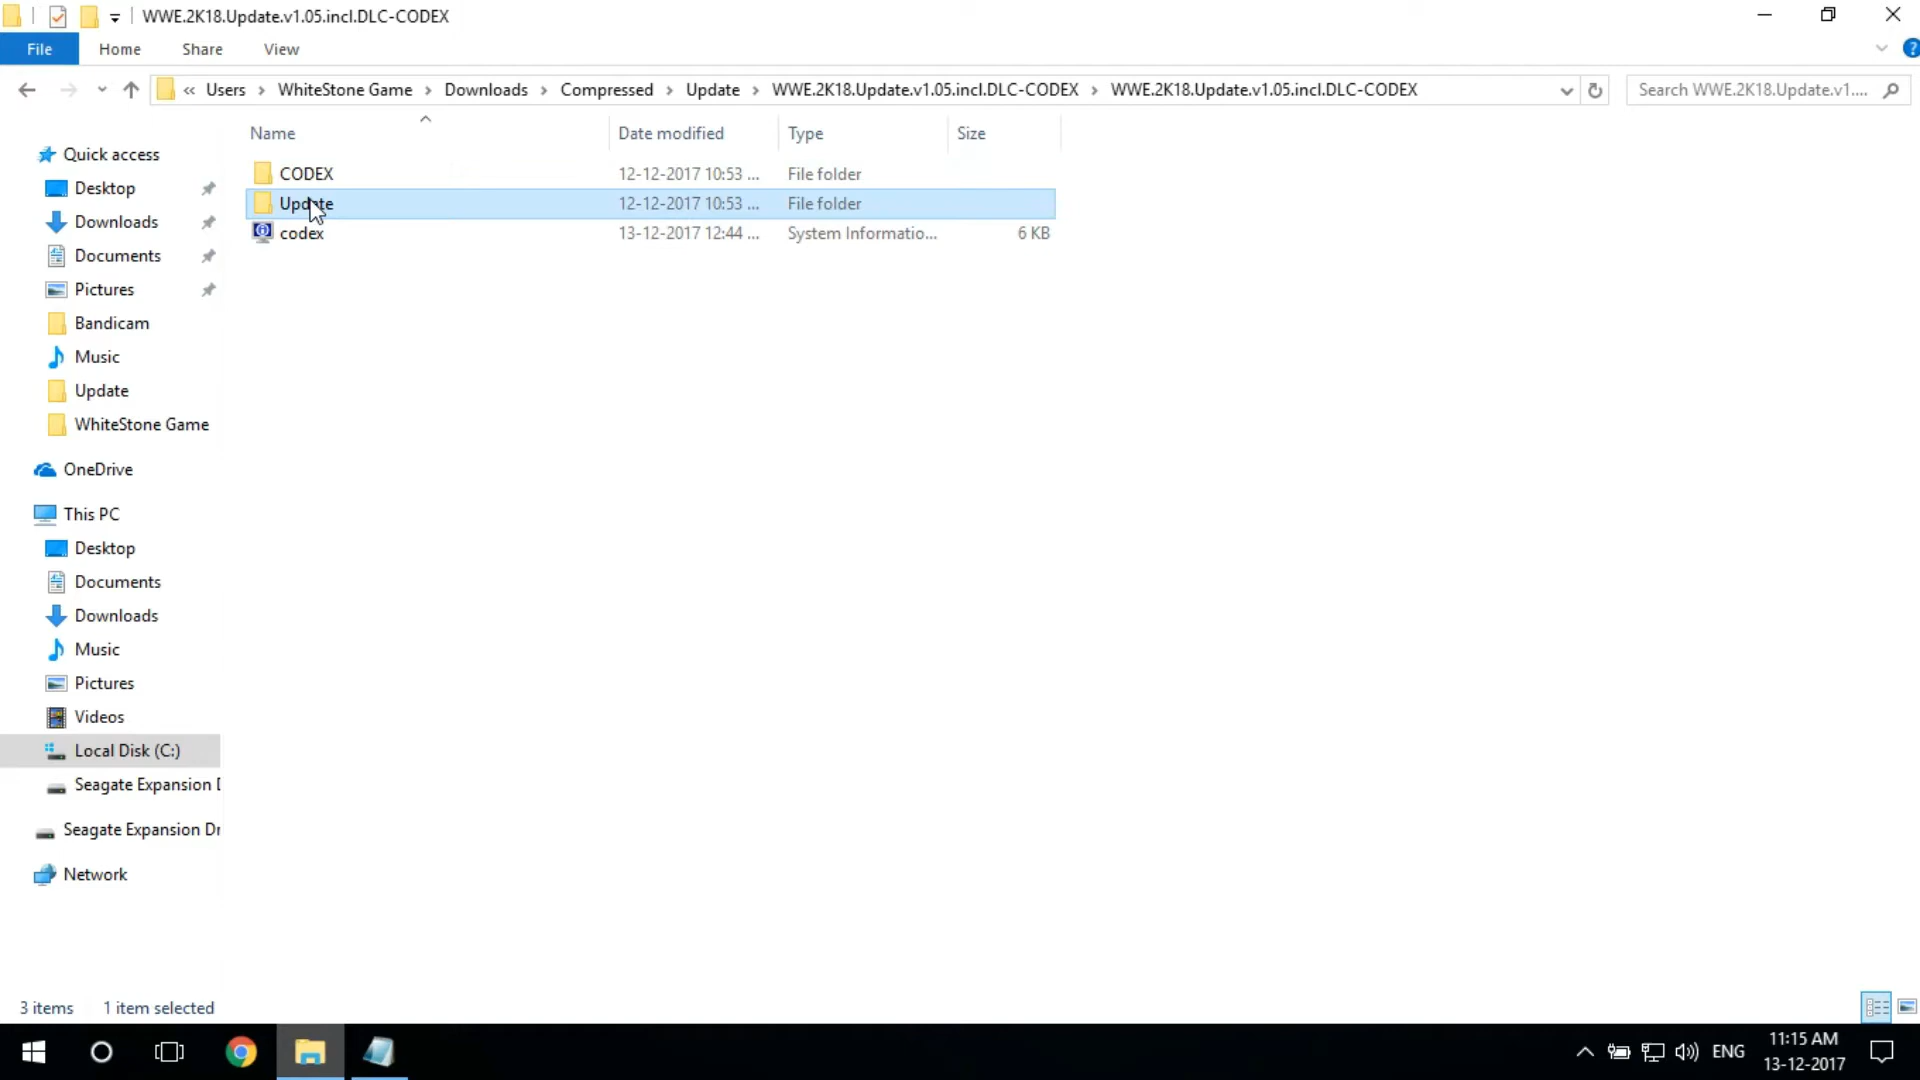 WWE.2K18.Update.v1.05.incl.DLC-CODEX
File Home Share View
« Users › WhiteStone Game › Downloads › Compressed › Update › WWE.2K18.Update.v1.05.incl.DLC-CODEX › WWE.2K18.Update.v1.05.incl.DLC-CODEX
Search WWE.2K18.Update.v1....
Name Date modified Type Size
CODEX 12-12-2017 10:53 ... File folder
Update 12-12-2017 10:53 ... File folder
codex 13-12-2017 12:44 ... System Informatio... 6 KB
Quick access
Desktop
Downloads
Documents
Pictures
Bandicam
Music
Update
WhiteStone Game
OneDrive
This PC
Desktop
Documents
Downloads
Music
Pictures
Videos
Local Disk (C:)
Seagate Expansion D
Seagate Expansion Dr
Network
3 items 1 item selected
ENG
11:15 AM
13-12-2017